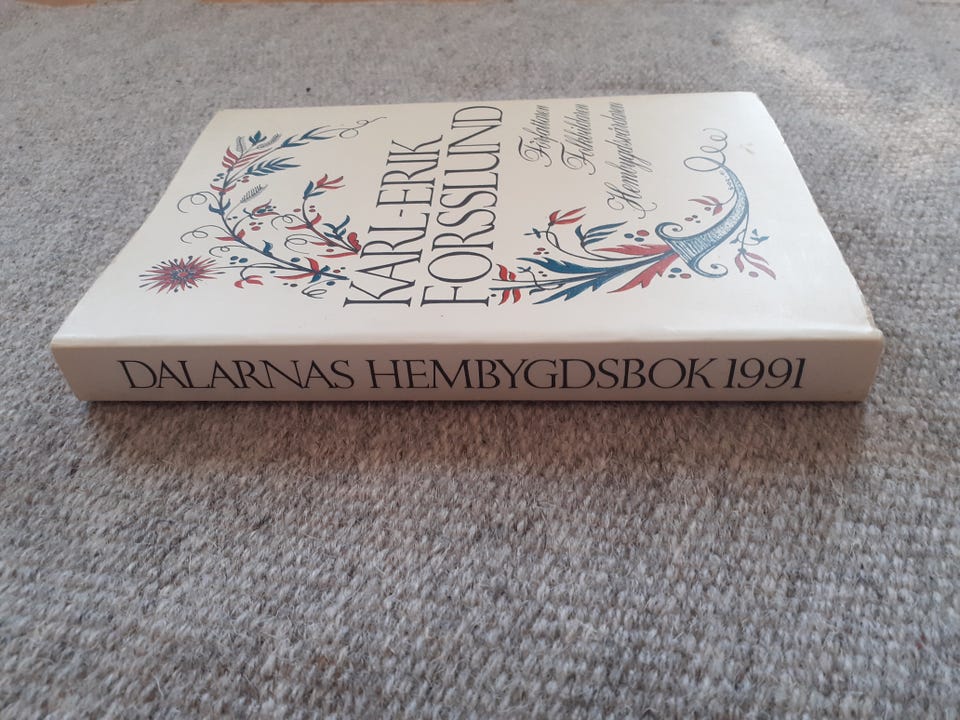 KARL-ERIK
FORSSLUND
Författaren
Folkbildaren
Hembygdsvårdaren
DALARNAS HEMBYGDSBOK 1991